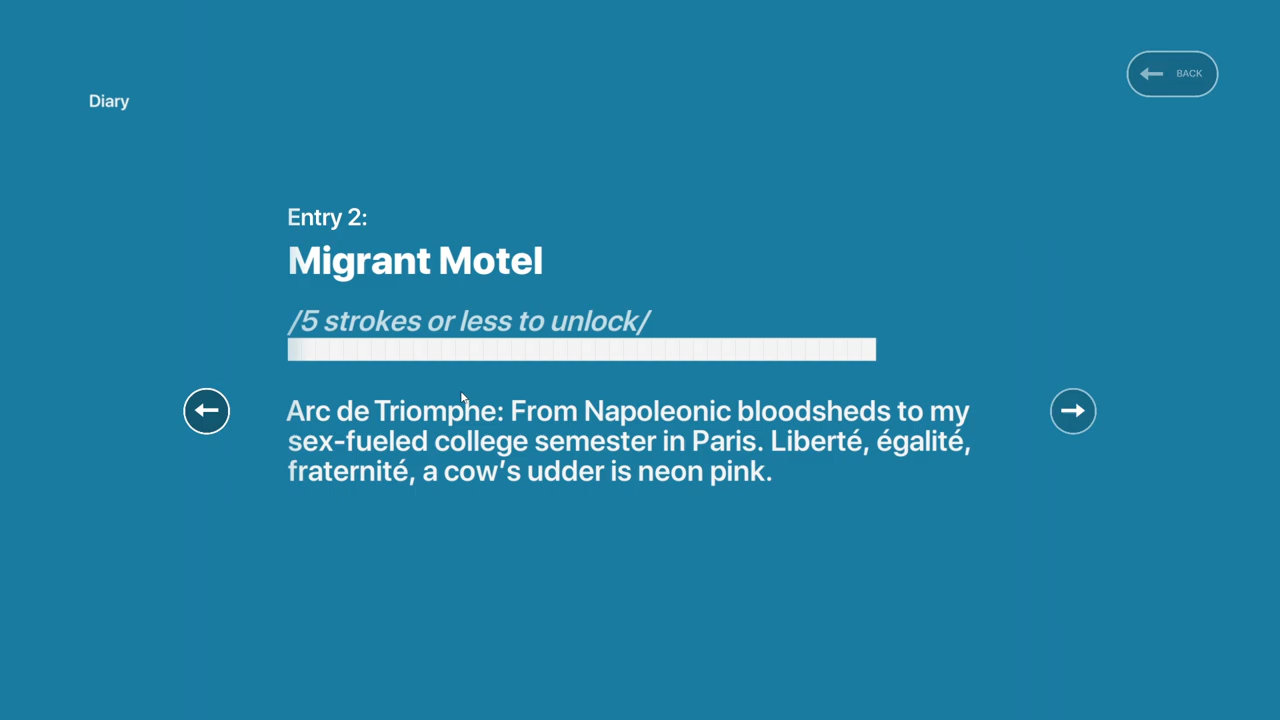 BACK
Diary
Entry 2:
Migrant Motel
/5 strokes or less to unlock/
Arc de Triomphe: From Napoleonic bloodsheds to my
sex-fueled college semester in Paris. Liberté, égalité,
fraternité, a cow’s udder is neon pink.